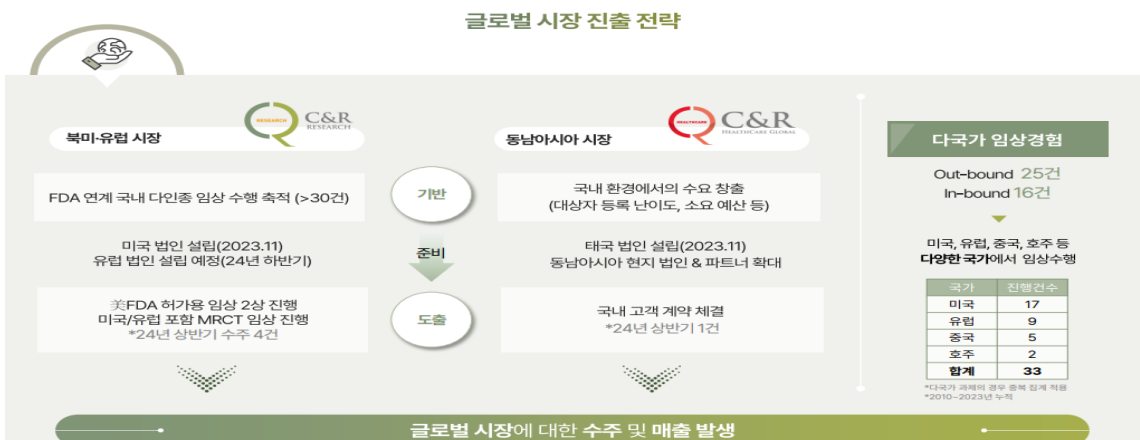 글로벌 시장 진출 전략
북미·유럽 시장
RESEARCH
C&R
RESEARCH
FDA 연계 국내 다인종 임상 수행 축적 (>30건)
미국 법인 설립(2023.11)
유럽 법인 설립 예정(24년 하반기)
美FDA 허가용 임상 2상 진행
미국/유럽 포함 MRCT 임상 진행
*24년 상반기 수주 4건
기반
준비
도출
동남아시아 시장
HEALTHCARE
C&R
HEALTHCARE GLOBAL
국내 환경에서의 수요 창출
(대상자 등록 난이도, 소요 예산 등)
태국 법인 설립(2023.11)
동남아시아 현지 법인 & 파트너 확대
국내 고객 계약 체결
*24년 상반기 1건
다국가 임상경험
Out-bound 25건
In-bound 16건
미국, 유럽, 중국, 호주 등
다양한 국가에서 임상수행
국가 진행건수
미국 17
유럽 9
중국 5
호주 2
합계 33
*다국가 과제의 경우 중복 집계 적용
*2010~2023년 누적
글로벌 시장에 대한 수주 및 매출 발생